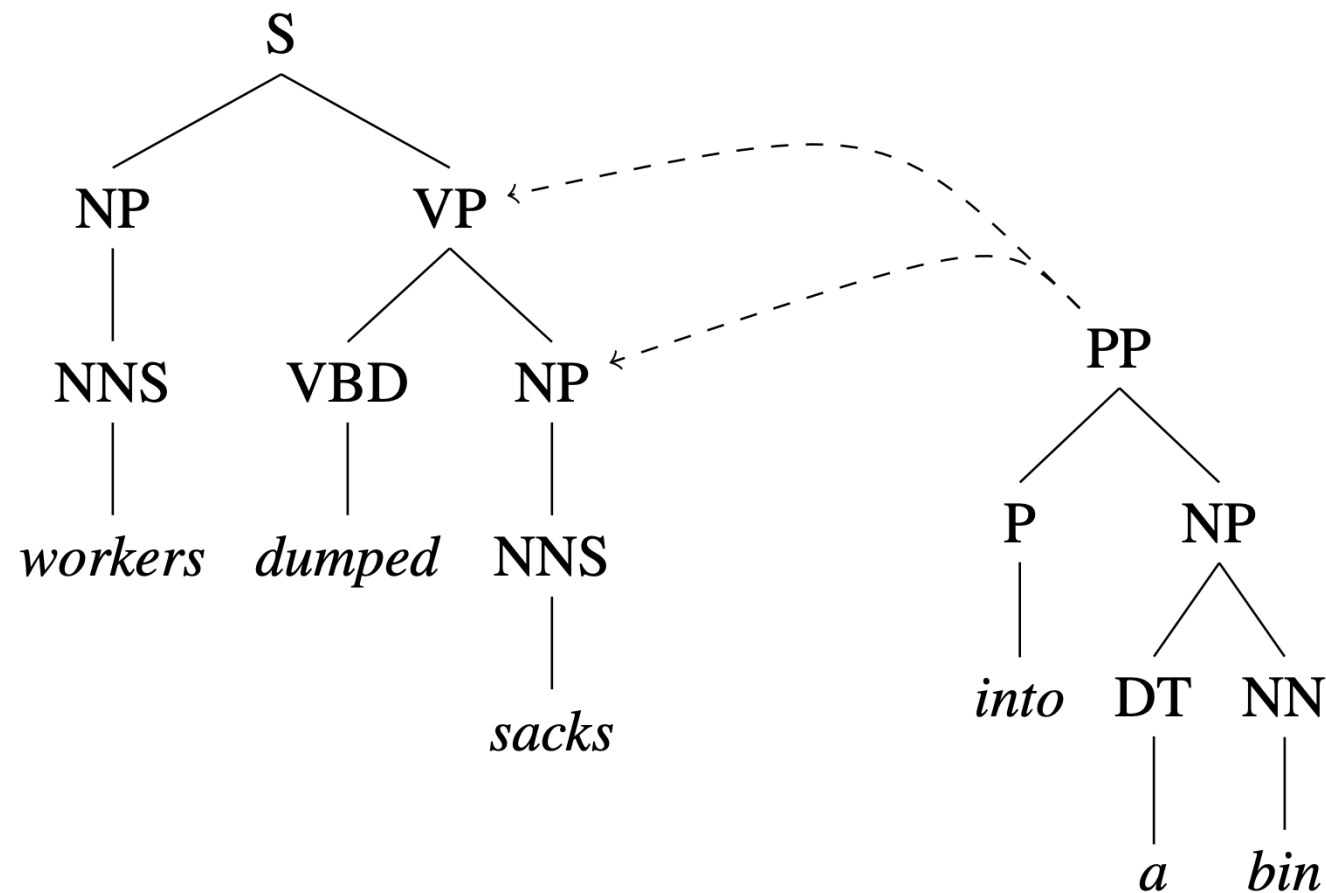 S
NP VP
PP
NNS VBD NP
P NP
workers dumped NNS
into DT NN
sacks
a bin